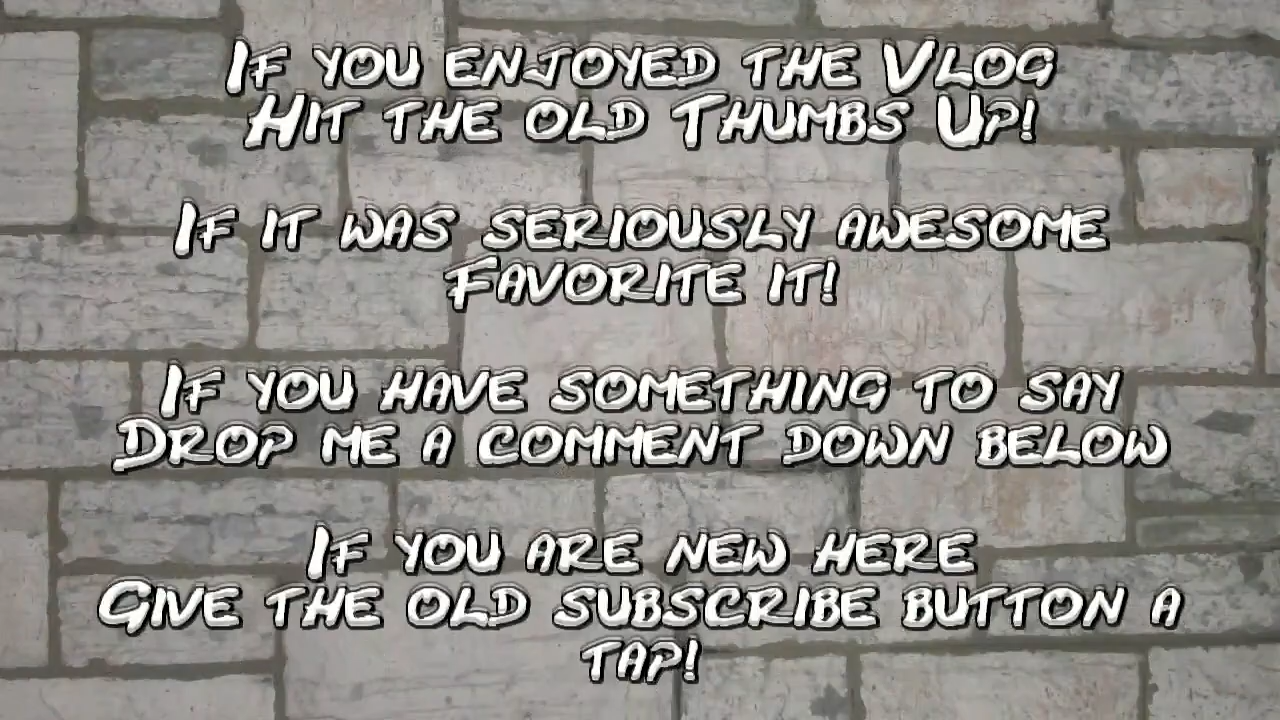 If you enjoyed the Vlog
Hit the old Thumbs Up!
If it was seriously awesome
Favorite it!
If you have something to say
Drop me a comment down below
If you are new here
Give the old subscribe button a
tap!